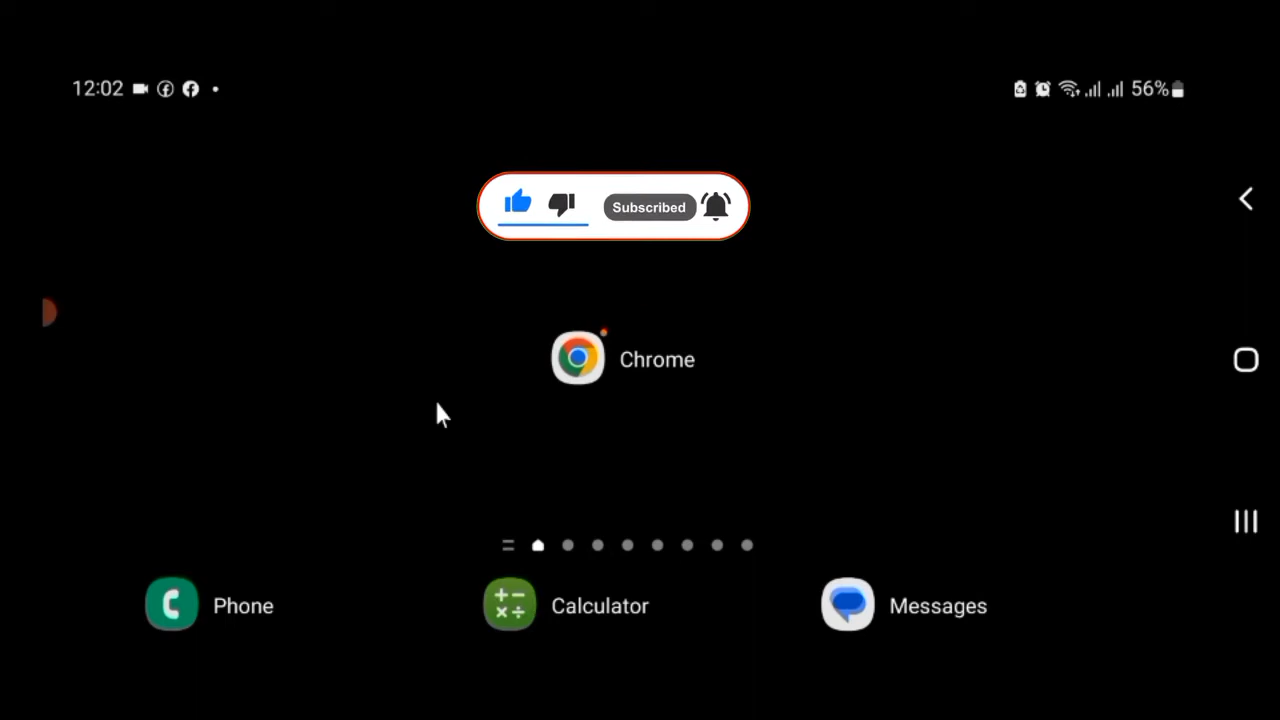 12:02
56%
Subscribed
Chrome
Phone
Calculator
Messages